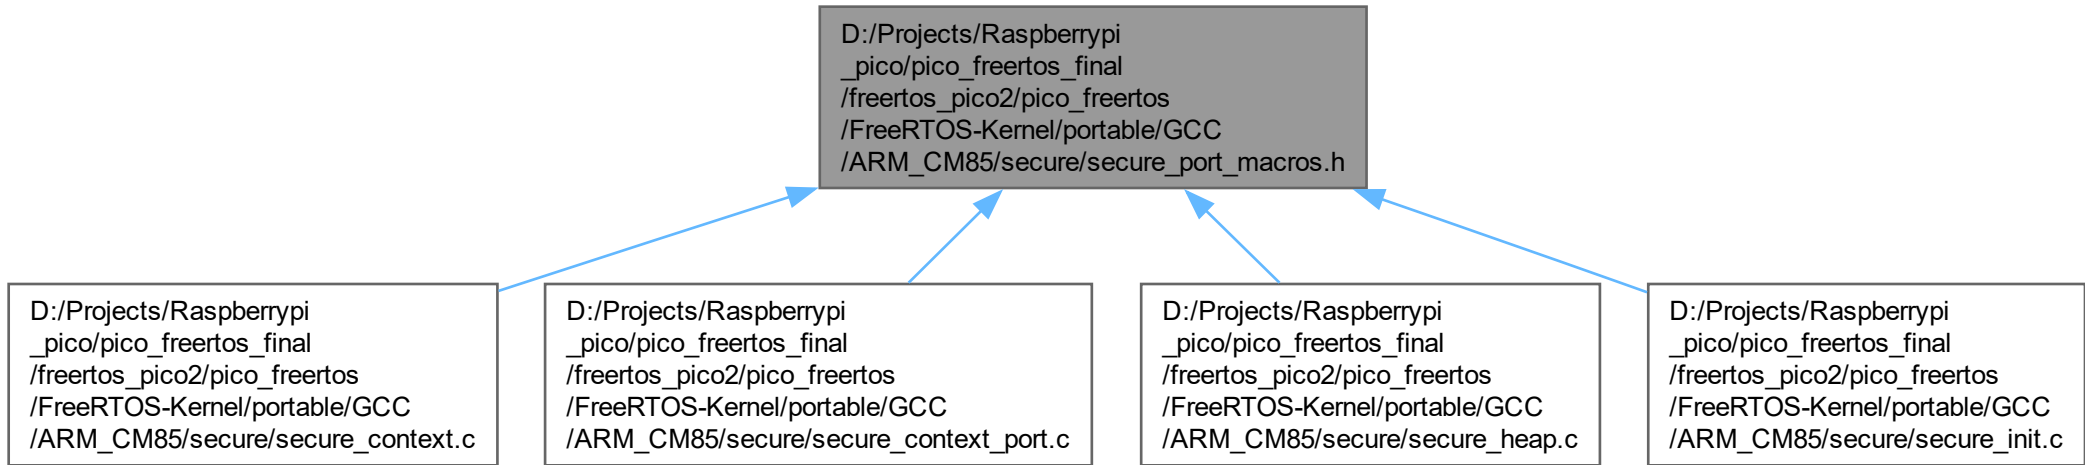 D:/Projects/Raspberrypi
_pico/pico_freertos_final
/freertos_pico2/pico_freertos
/FreeRTOS-Kernel/portable/GCC
/ARM_CM85/secure/secure_port_macros.h
D:/Projects/Raspberrypi
_pico/pico_freertos_final
/freertos_pico2/pico_freertos
/FreeRTOS-Kernel/portable/GCC
/ARM_CM85/secure/secure_context.c
D:/Projects/Raspberrypi
_pico/pico_freertos_final
/freertos_pico2/pico_freertos
/FreeRTOS-Kernel/portable/GCC
/ARM_CM85/secure/secure_context_port.c
D:/Projects/Raspberrypi
_pico/pico_freertos_final
/freertos_pico2/pico_freertos
/FreeRTOS-Kernel/portable/GCC
/ARM_CM85/secure/secure_heap.c
D:/Projects/Raspberrypi
_pico/pico_freertos_final
/freertos_pico2/pico_freertos
/FreeRTOS-Kernel/portable/GCC
/ARM_CM85/secure/secure_init.c